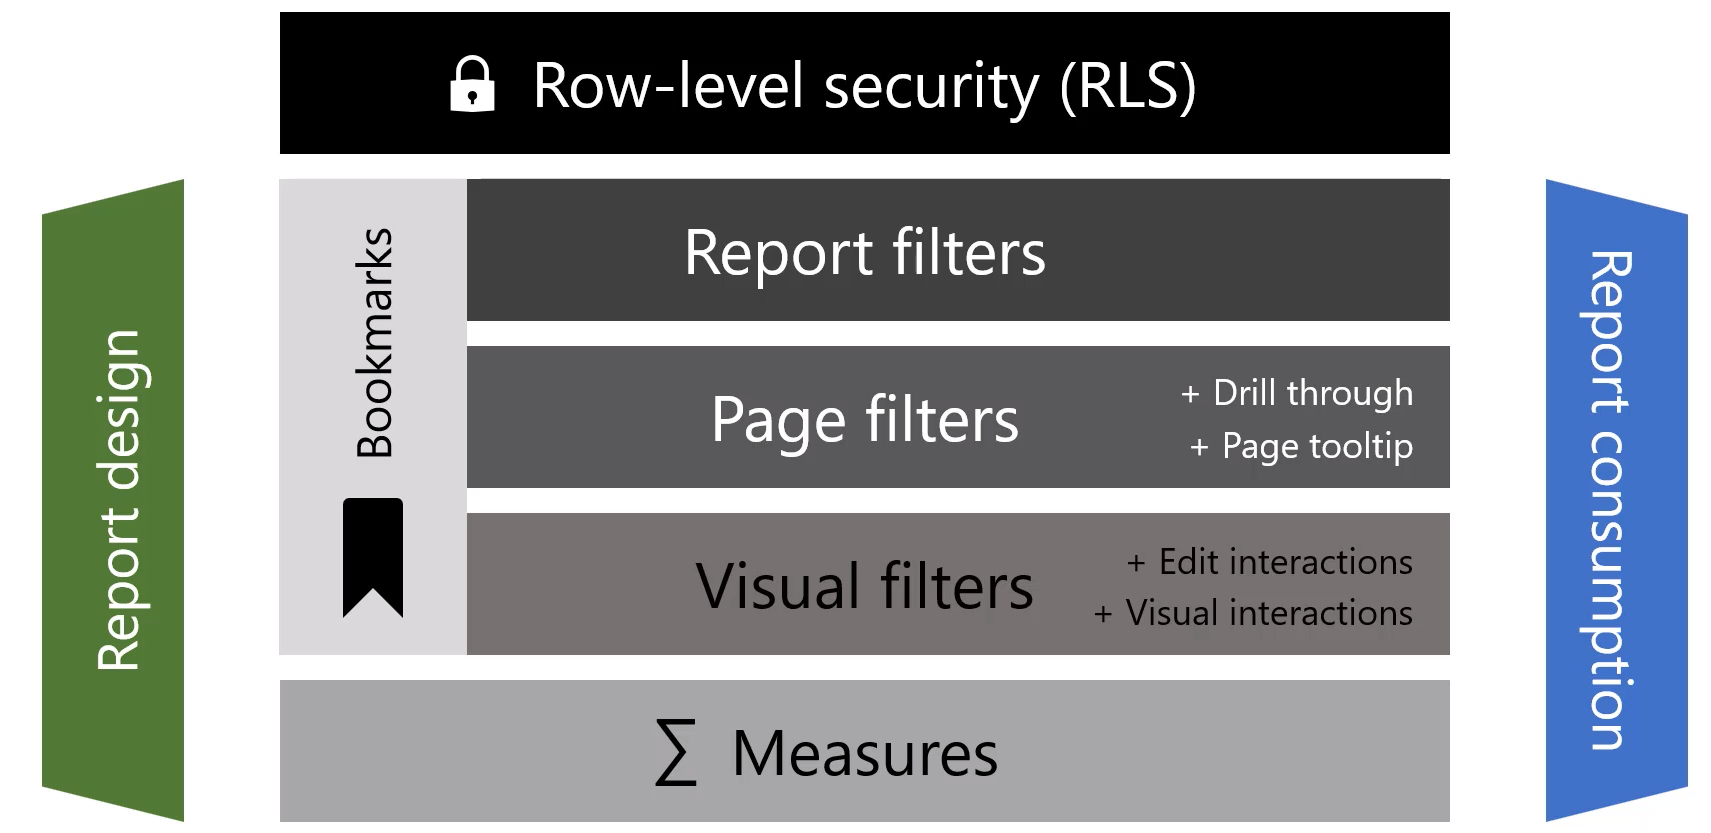 Row-level security (RLS)
Report design
Bookmarks
Report filters
Page filters
+ Drill through
+ Page tooltip
Visual filters
+ Edit interactions
+ Visual interactions
∑ Measures
Report consumption